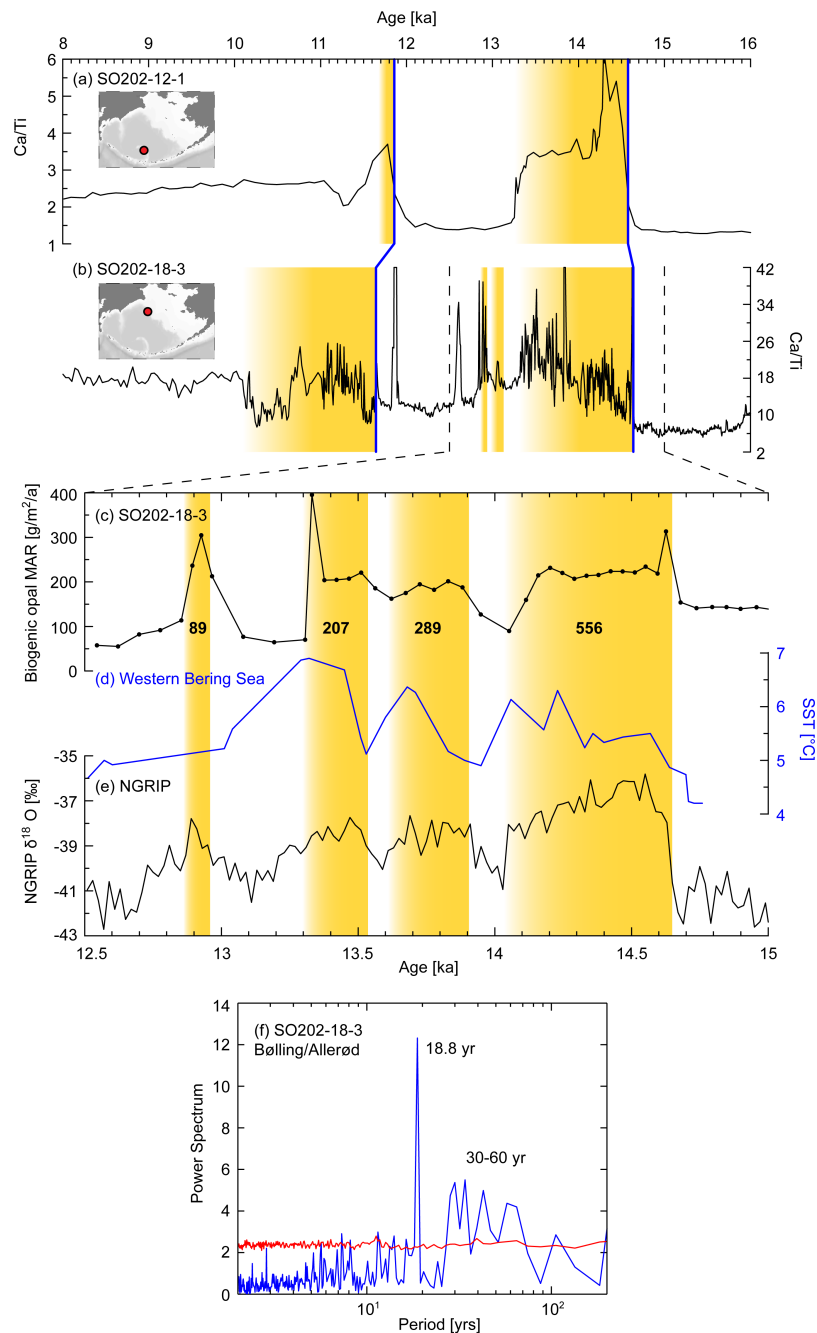 Age [ka]
8 9 10 11 12 13 14 15 16
(a) SO202-12-1
Ca/Ti
6
5
4
3
2
1
(b) SO202-18-3
Ca/Ti
42
34
26
18
10
2
(c) SO202-18-3
Biogenic opal MAR [g/m²/a]
400
300
200
100
0
89 207 289 556
(d) Western Bering Sea
SST [°C]
7
6
5
4
(e) NGRIP
NGRIP δ¹⁸ O [‰]
-35
-37
-39
-41
-43
12.5 13 13.5 14 14.5 15
Age [ka]
(f) SO202-18-3
Bølling/Allerød
18.8 yr
30-60 yr
Power Spectrum
14
12
10
8
6
4
2
0
10¹ 10²
Period [yrs]